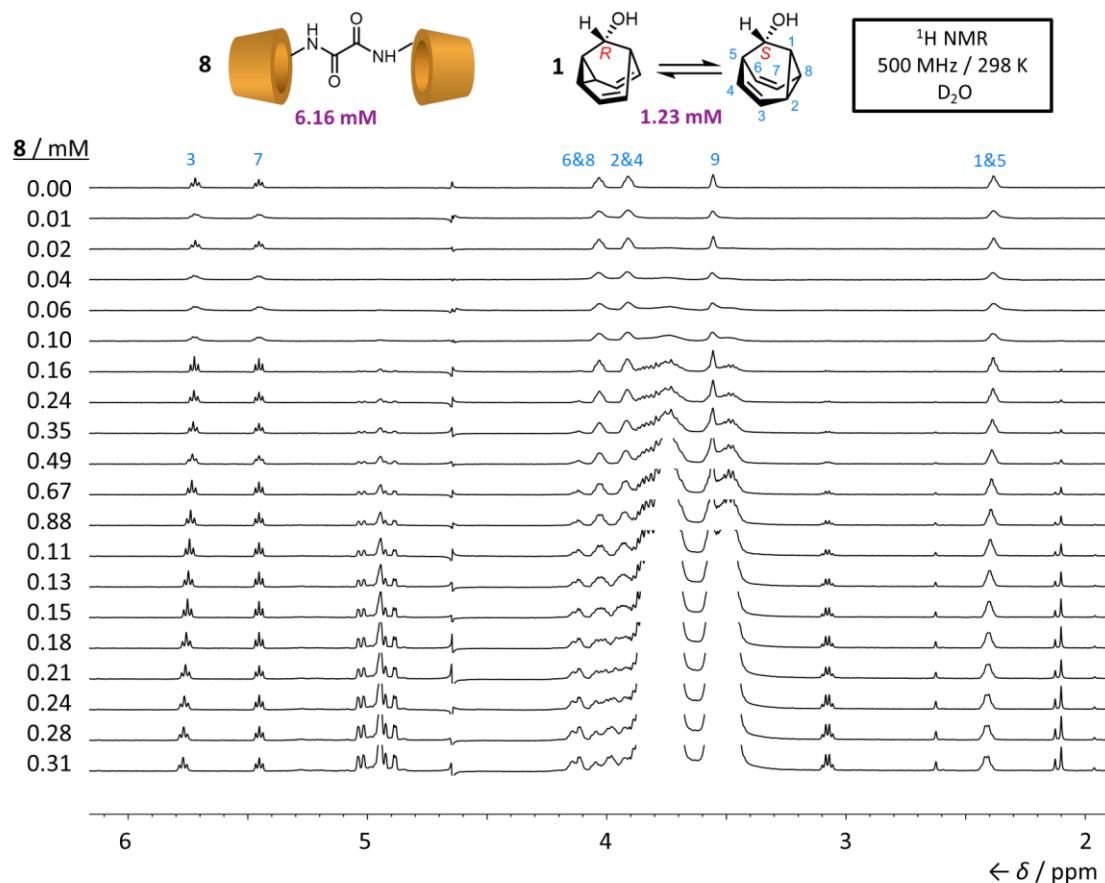 8
NH
O
O
NH
6.16 mM
1
H
OH
R
H
OH
S
1
5
6
7
8
4
2
3
1.23 mM
¹H NMR
500 MHz / 298 K
D₂O
8 / mM
3 7 6&8 2&4 9 1&5
0.00
0.01
0.02
0.04
0.06
0.10
0.16
0.24
0.35
0.49
0.67
0.88
0.11
0.13
0.15
0.18
0.21
0.24
0.28
0.31
6 5 4 3 2
← δ / ppm